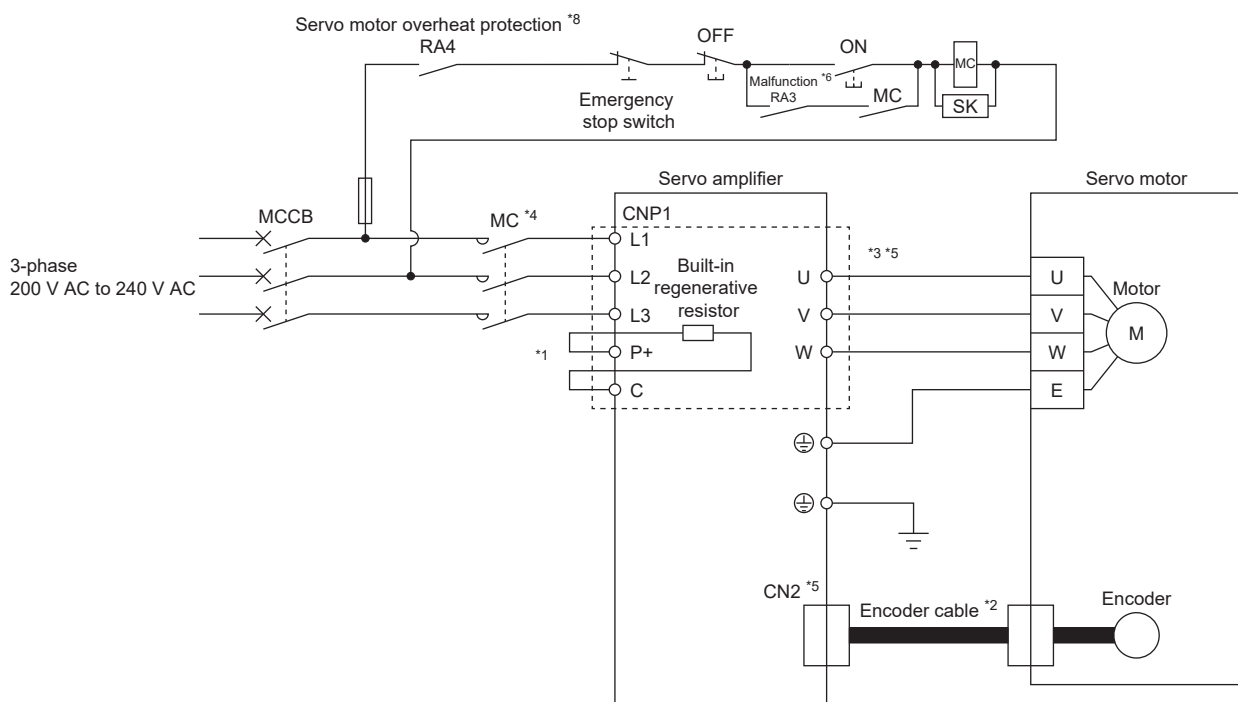 Servo motor overheat protection *8
RA4
OFF
ON
MC
Malfunction *6
RA3
MC
SK
Emergency
stop switch
Servo amplifier
Servo motor
MCCB
MC *4
CNP1
L1
3-phase
200 V AC to 240 V AC
L2
Built-in
regenerative
resistor
*3 *5
U
U
Motor
L3
V
V
M
*1
P+
W
W
C
E
CN2 *5
Encoder cable *2
Encoder